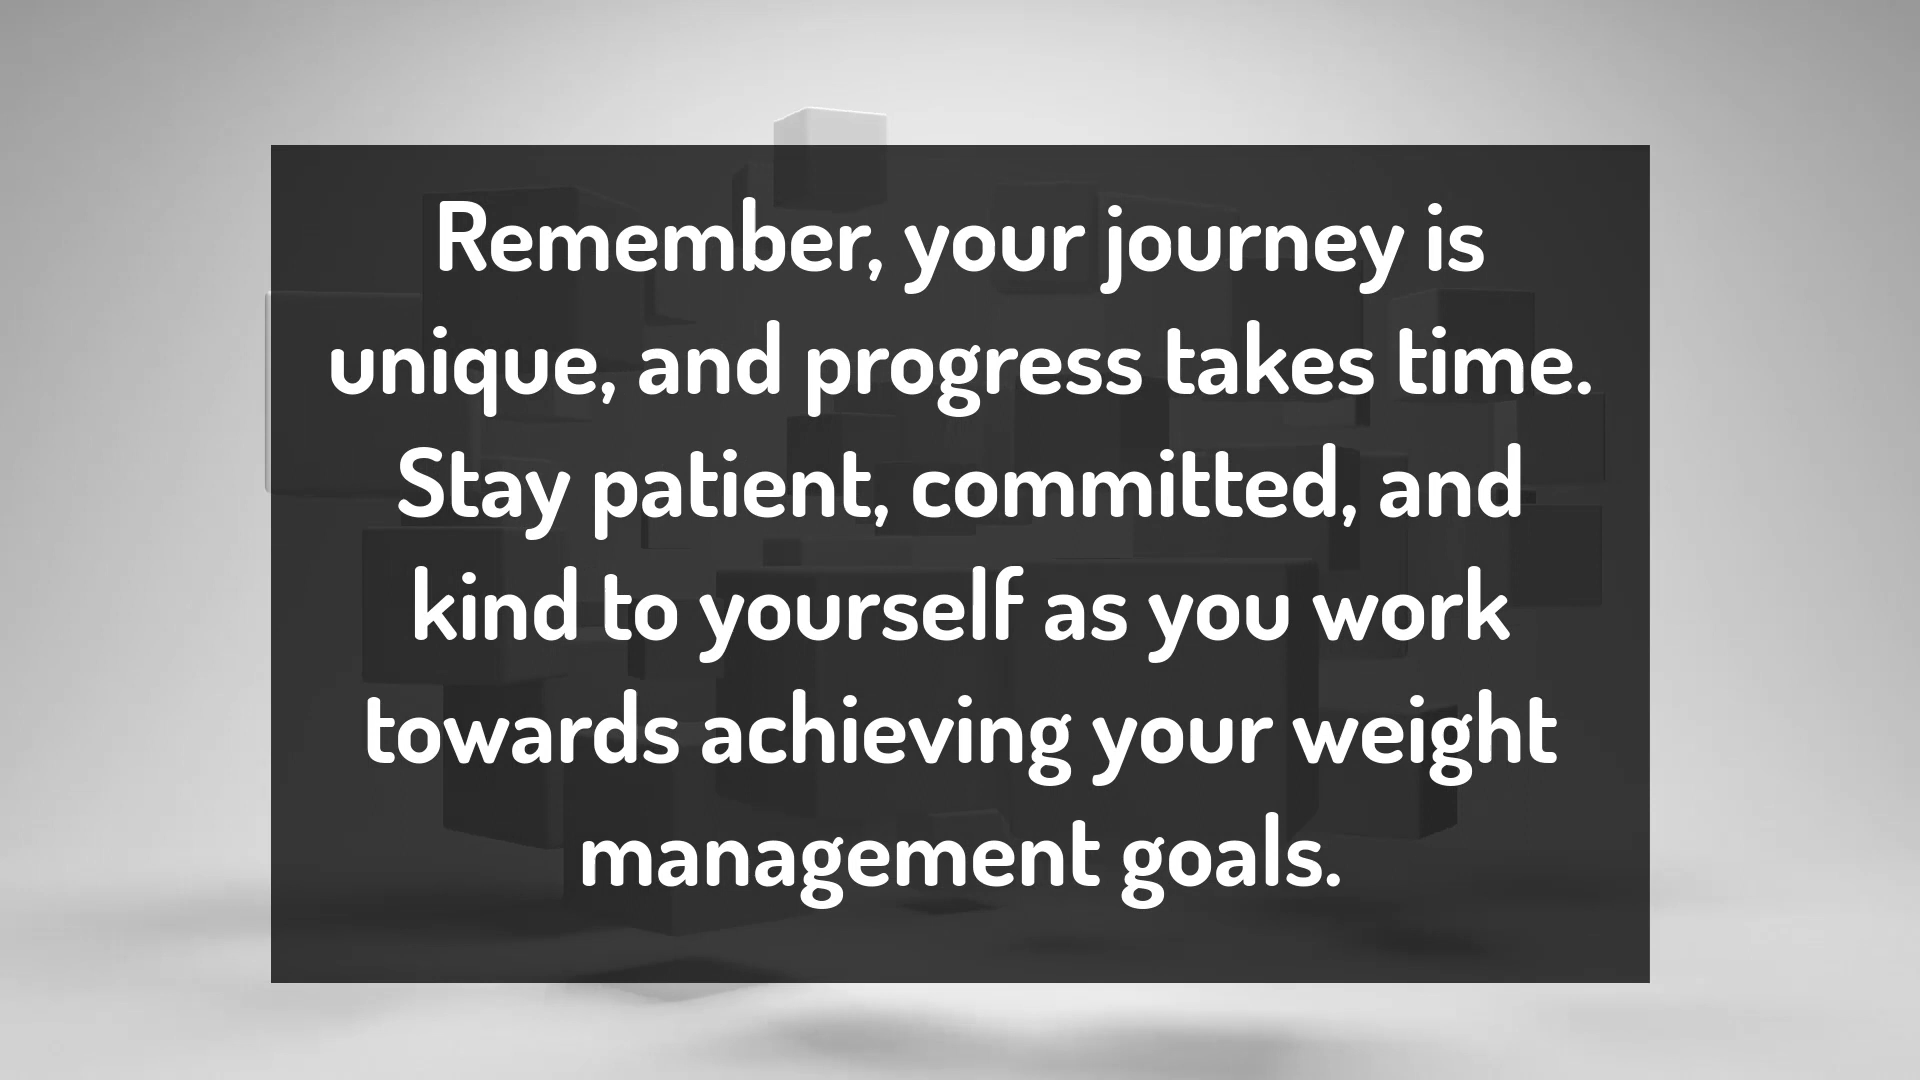 Remember, your journey is
unique, and progress takes time.
Stay patient, committed, and
kind to yourself as you work
towards achieving your weight
management goals.